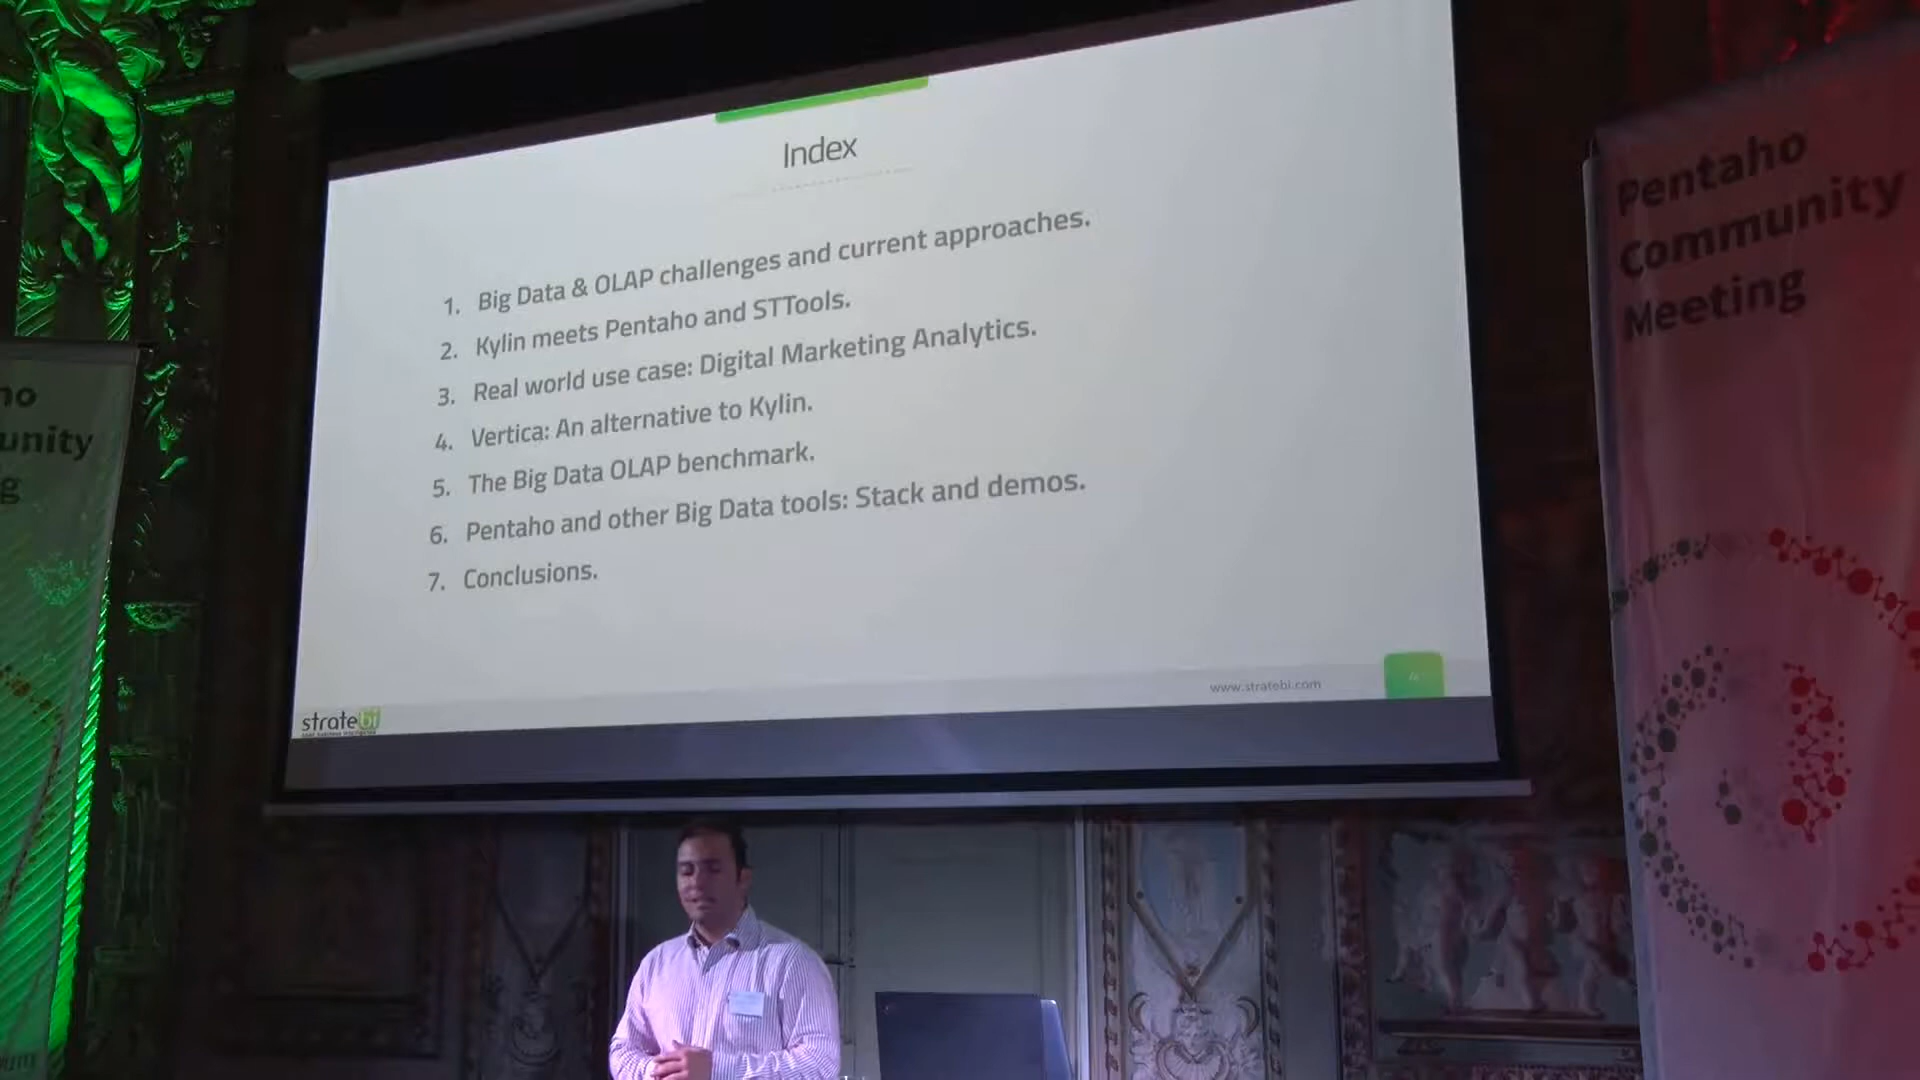 Index
1. Big Data & OLAP challenges and current approaches.
2. Kylin meets Pentaho and STTools.
3. Real world use case: Digital Marketing Analytics.
4. Vertica: An alternative to Kylin.
5. The Big Data OLAP benchmark.
6. Pentaho and other Big Data tools: Stack and demos.
7. Conclusions.
www.stratebi.com
stratebi
Pentaho
Community
Meeting
ho
unity
g